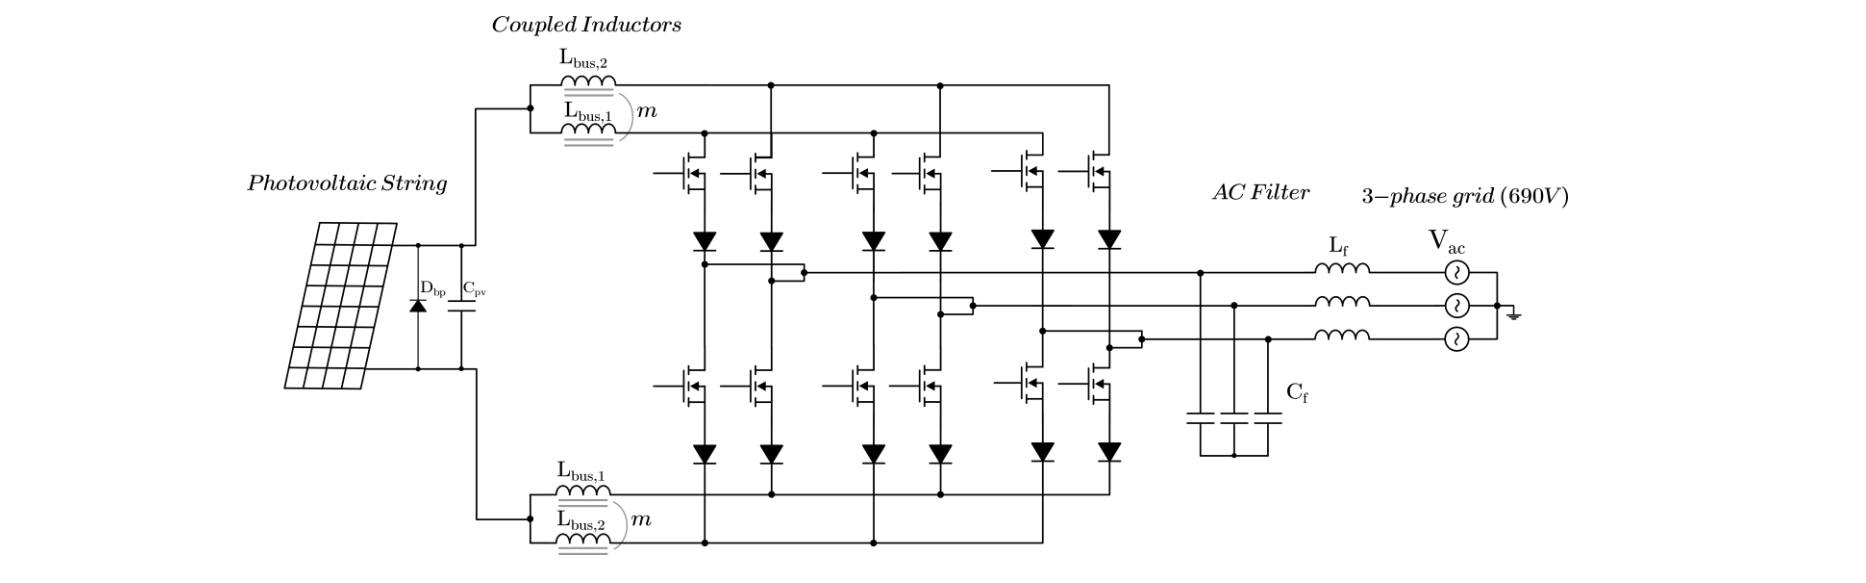 Coupled Inductors
L_bus,2
L_bus,1
m
Photovoltaic String
AC Filter
3−phase grid (690V)
D_bp
C_pv
L_f
V_ac
C_f
L_bus,1
L_bus,2
m